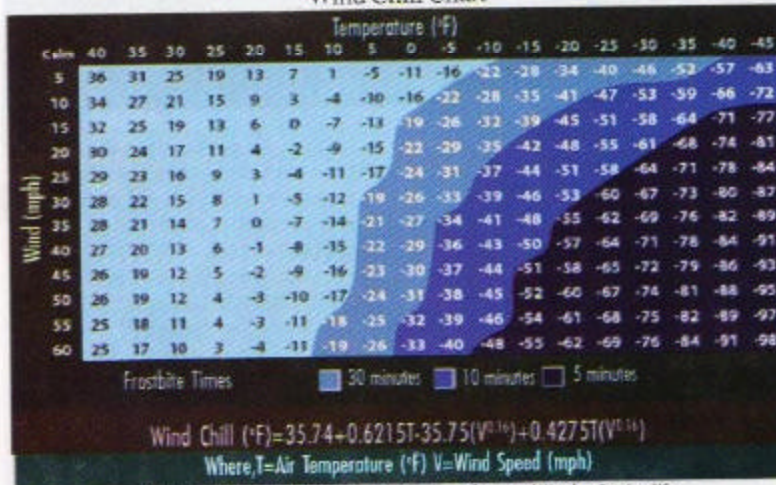 Wind Chill Chart
Temperature (°F)
Calm 40 35 30 25 20 15 10 5 0 -5 -10 -15 -20 -25 -30 -35 -40 -45
5 36 31 25 19 13 7 1 -5 -11 -16 -22 -28 -34 -40 -46 -52 -57 -63
10 34 27 21 15 9 3 -4 -10 -16 -22 -28 -35 -41 -47 -53 -59 -66 -72
15 32 25 19 13 6 0 -7 -13 -19 -26 -32 -39 -45 -51 -58 -64 -71 -77
20 30 24 17 11 4 -2 -9 -15 -22 -29 -35 -42 -48 -55 -61 -68 -74 -81
25 29 23 16 9 3 -4 -11 -17 -24 -31 -37 -44 -51 -58 -64 -71 -78 -84
30 28 22 15 8 1 -5 -12 -19 -26 -33 -39 -46 -53 -60 -67 -73 -80 -87
35 28 21 14 7 0 -7 -14 -21 -27 -34 -41 -48 -55 -62 -69 -76 -82 -89
40 27 20 13 6 -1 -8 -15 -22 -29 -36 -43 -50 -57 -64 -71 -78 -84 -91
45 26 19 12 5 -2 -9 -16 -23 -30 -37 -44 -51 -58 -65 -72 -79 -86 -93
50 26 19 12 4 -3 -10 -17 -24 -31 -38 -45 -52 -60 -67 -74 -81 -88 -95
55 25 18 11 4 -3 -11 -18 -25 -32 -39 -46 -54 -61 -68 -75 -82 -89 -97
60 25 17 10 3 -4 -11 -19 -26 -33 -40 -48 -55 -62 -69 -76 -84 -91 -98
Wind (mph)
Frostbite Times 30 minutes 10 minutes 5 minutes
Wind Chill (°F)=35.74+0.6215T-35.75(V⁰·¹⁶)+0.4275T(V⁰·¹⁶)
Where,T=Air Temperature (°F) V=Wind Speed (mph)